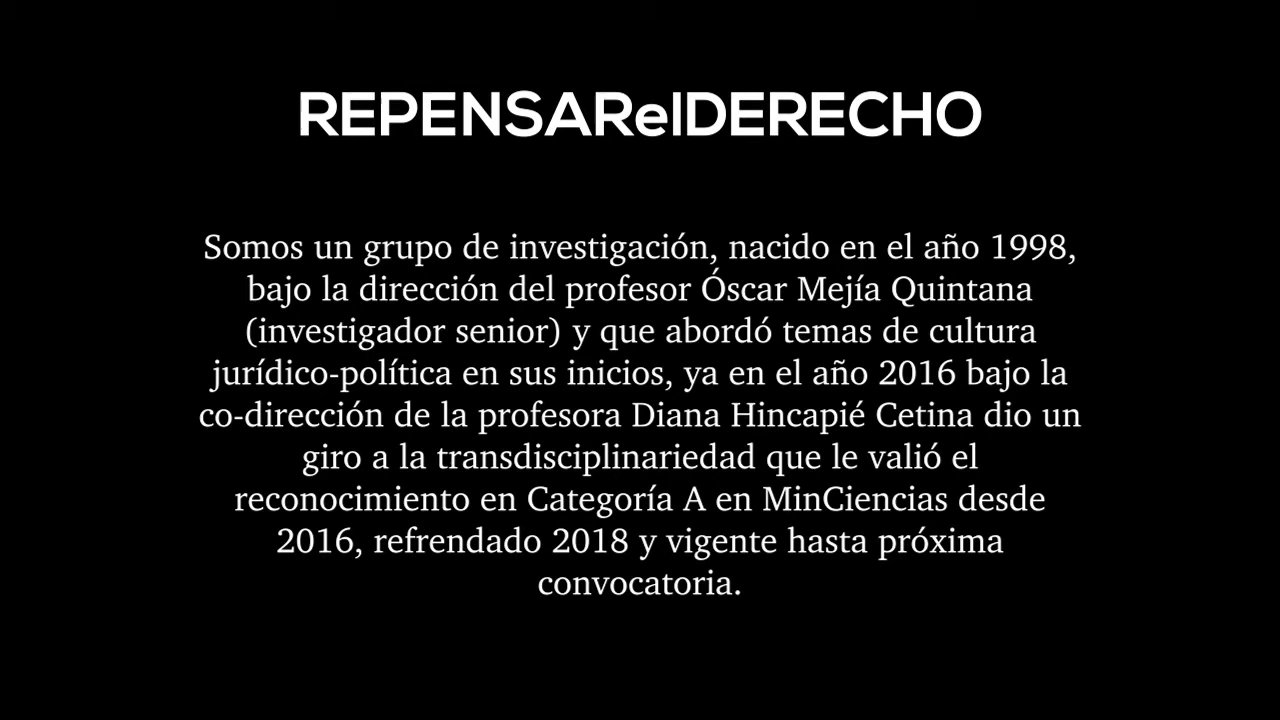 REPENSARelDERECHO
Somos un grupo de investigación, nacido en el año 1998,
bajo la dirección del profesor Óscar Mejía Quintana
(investigador senior) y que abordó temas de cultura
jurídico-política en sus inicios, ya en el año 2016 bajo la
co-dirección de la profesora Diana Hincapié Cetina dio un
giro a la transdisciplinariedad que le valió el
reconocimiento en Categoría A en MinCiencias desde
2016, refrendado 2018 y vigente hasta próxima
convocatoria.